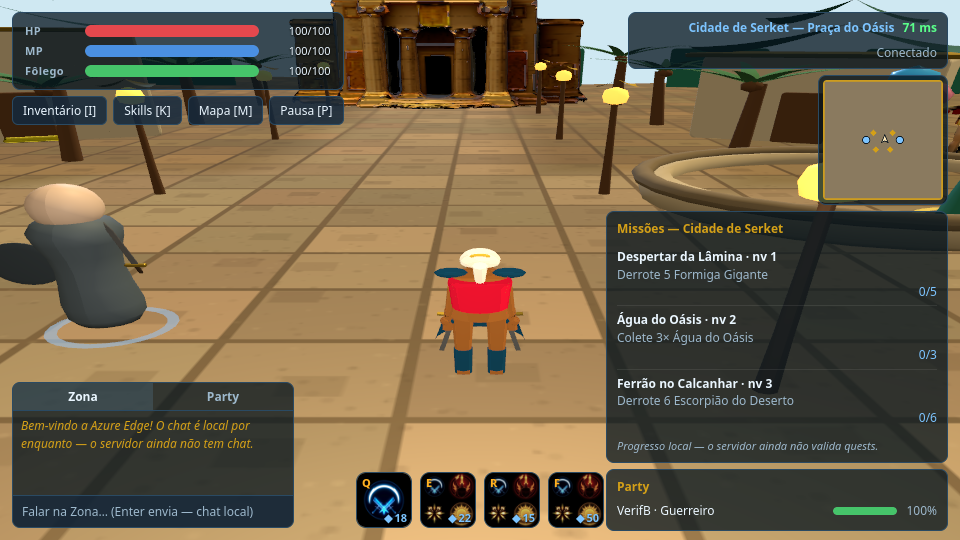 HP 100/100
MP 100/100
Fôlego 100/100
Inventário [I] Skills [K] Mapa [M] Pausa [P]
Cidade de Serket — Praça do Oásis 71 ms
Conectado
Missões — Cidade de Serket
Despertar da Lâmina · nv 1
Derrote 5 Formiga Gigante
0/5
Água do Oásis · nv 2
Colete 3× Água do Oásis
0/3
Ferrão no Calcanhar · nv 3
Derrote 6 Escorpião do Deserto
0/6
Progresso local — o servidor ainda não valida quests.
Zona Party
Bem-vindo a Azure Edge! O chat é local por
enquanto — o servidor ainda não tem chat.
Falar na Zona... (Enter envia — chat local)
Q E R F
18 22 15 50
Party
VerifB · Guerreiro 100%